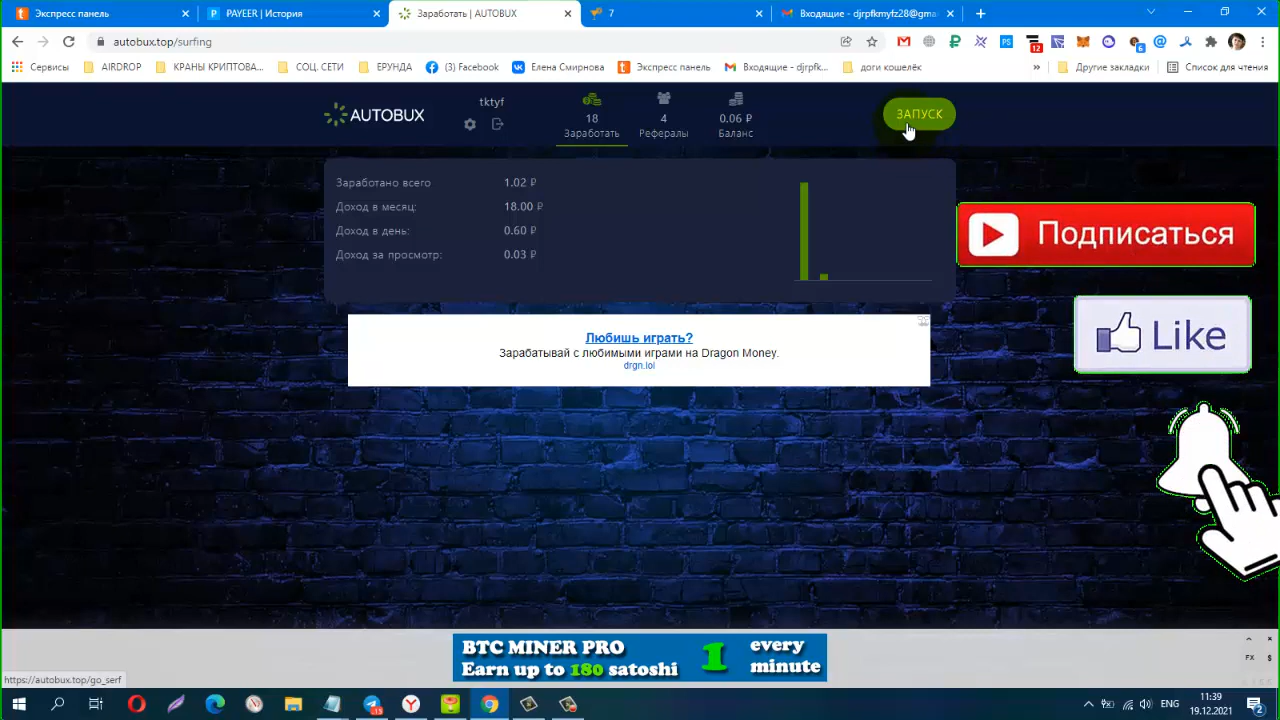 Экспресс панель
PAYEER | История
Заработать | AUTOBUX
7
Входящие - djrpfkmyfz28@gma
autobux.top/surfing
12
6
Сервисы
AIRDROP
КРАНЫ КРИПТОВА...
СОЦ. СЕТИ
ЕРУНДА
(3) Facebook
Елена Смирнова
Экспресс панель
Входящие - djrpfk...
доги кошелёк
»
Другие закладки
Список для чтения
AUTOBUX
tktyf
18
Заработать
4
Рефералы
0.06 ₽
Баланс
ЗАПУСК
Заработано всего 1.02 ₽
Доход в месяц: 18.00 ₽
Доход в день: 0.60 ₽
Доход за просмотр: 0.03 ₽
Подписаться
Like
Любишь играть?
Зарабатывай с любимыми играми на Dragon Money.
drgn.lol
BTC MINER PRO
Earn up to 180 satoshi
1
every
minute
FX $
https://autobux.top/go_serf
ENG
11:39
19.12.2021
2